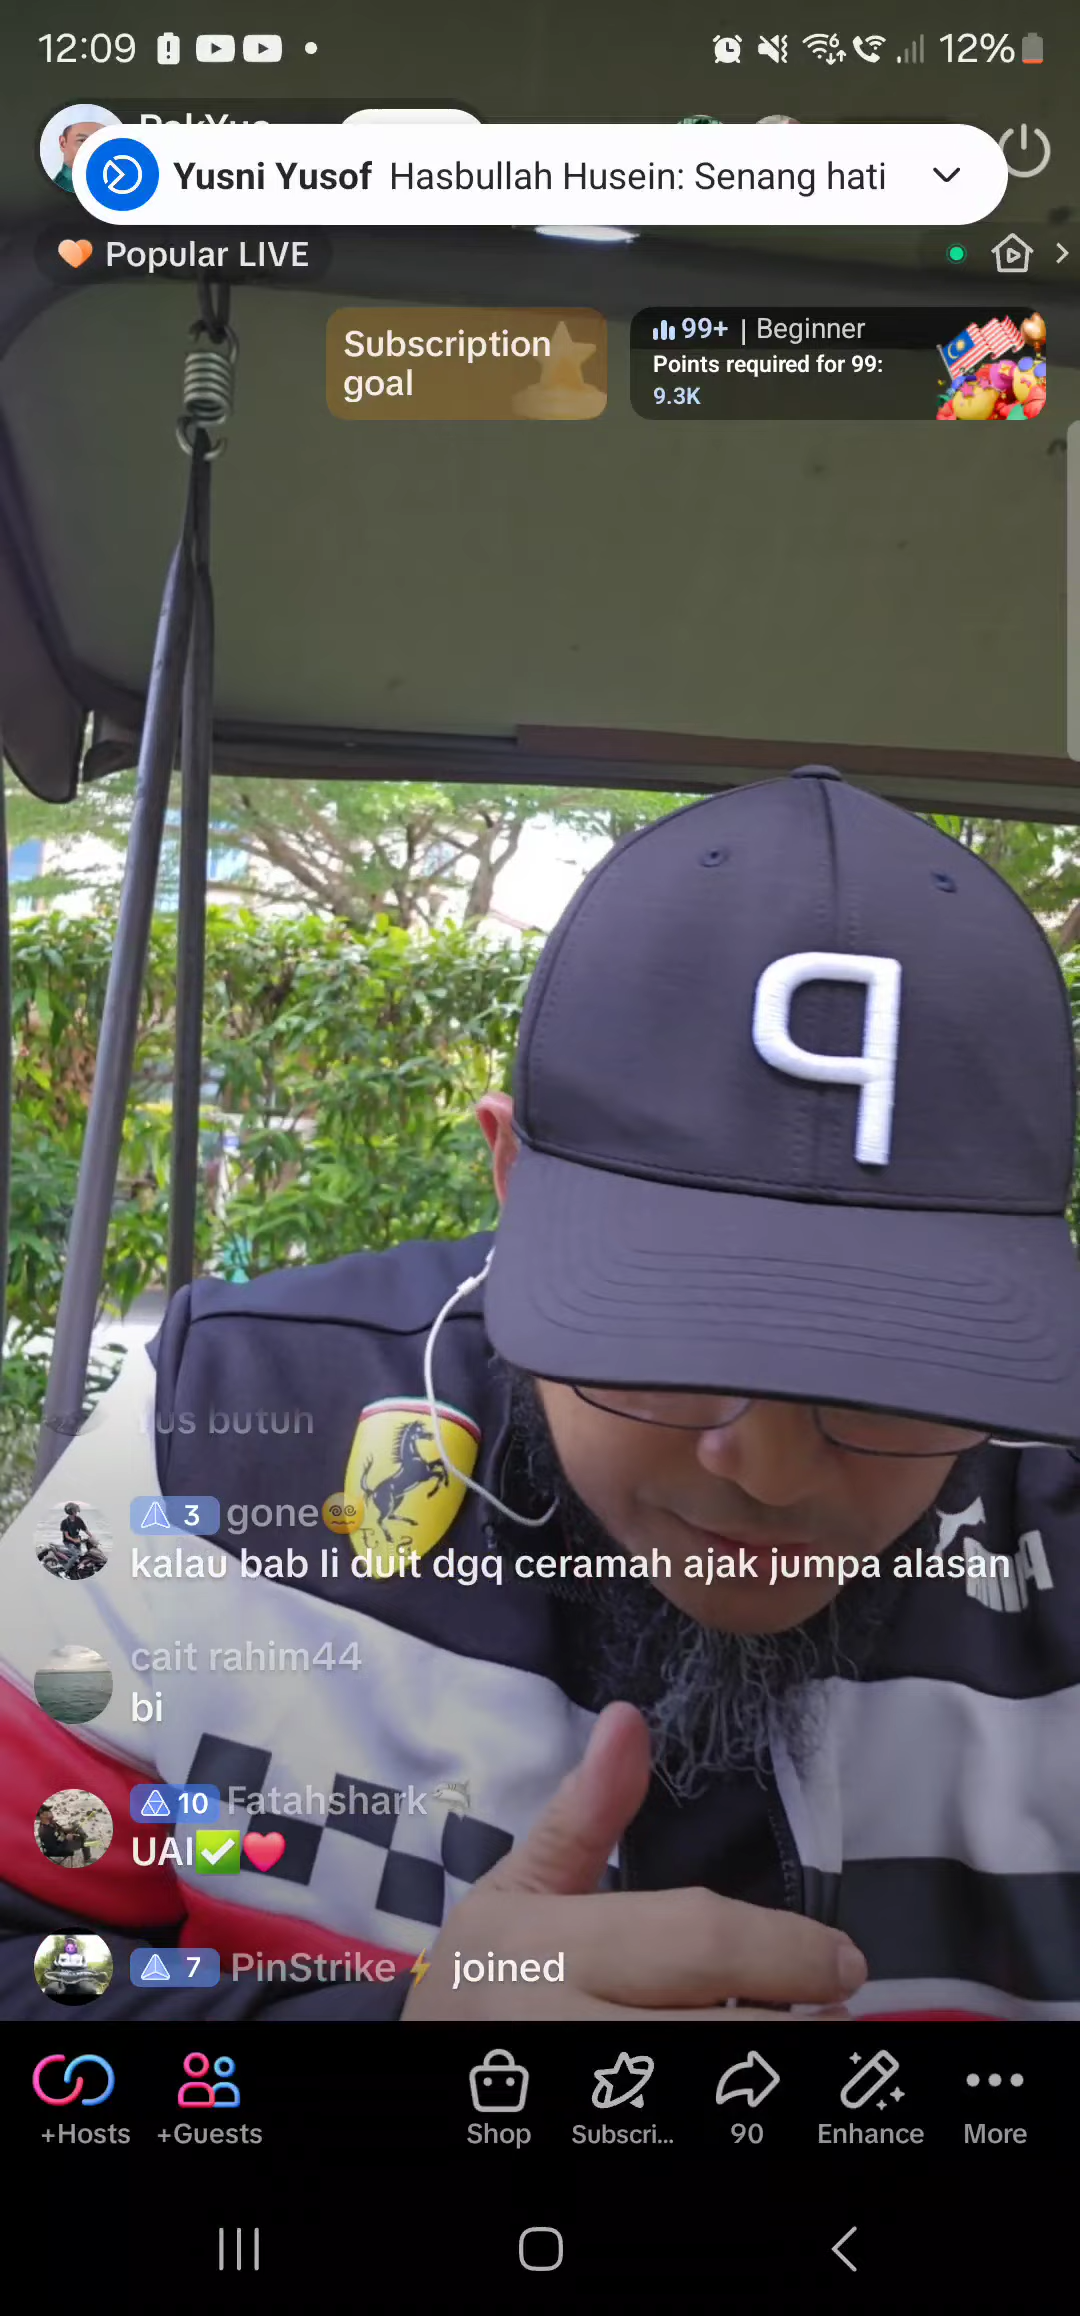 12:09
12%
Yusni Yusof Hasbullah Husein: Senang hati
Popular LIVE
Subscription
goal
99+ | Beginner
Points required for 99:
9.3K
us butuh
3 gone
kalau bab li duit dgq ceramah ajak jumpa alasan
cait rahim44
bi
10 Fatahshark
UAI✅❤️
7 PinStrike⚡ joined
+Hosts
+Guests
Shop
Subscri...
90
Enhance
More